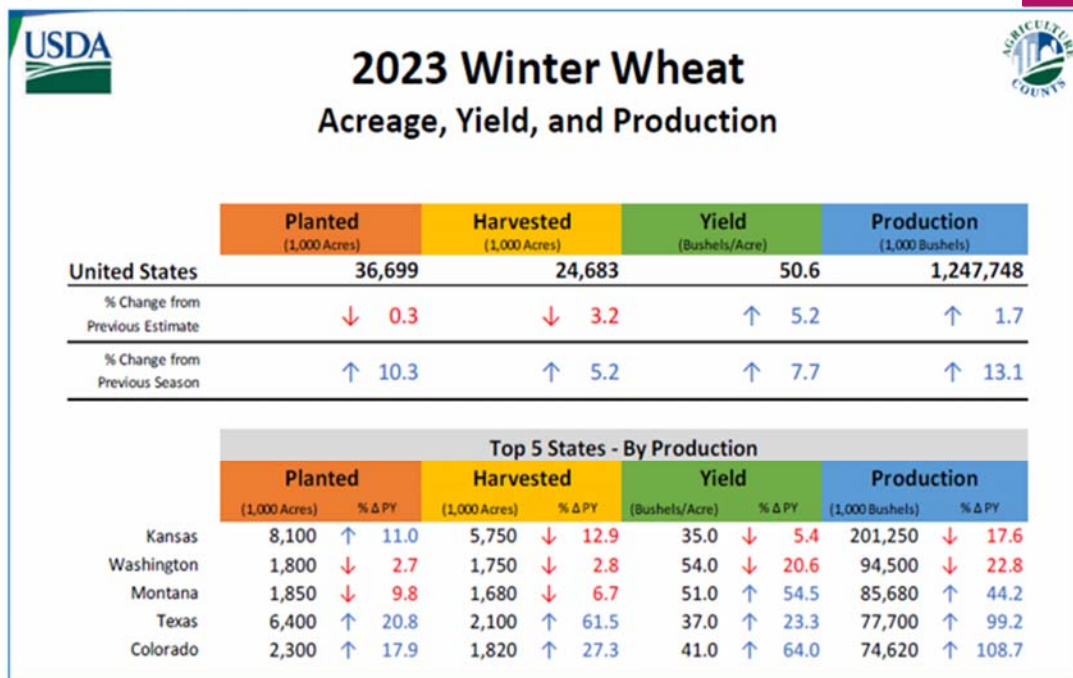 USDA
AGRICULTURE COUNTS
2023 Winter Wheat
Acreage, Yield, and Production
Planted Harvested Yield Production
(1,000 Acres) (1,000 Acres) (Bushels/Acre) (1,000 Bushels)
United States 36,699 24,683 50.6 1,247,748
% Change from
Previous Estimate ↓ 0.3 ↓ 3.2 ↑ 5.2 ↑ 1.7
% Change from
Previous Season ↑ 10.3 ↑ 5.2 ↑ 7.7 ↑ 13.1
Top 5 States - By Production
Planted Harvested Yield Production
(1,000 Acres) % Δ PY (1,000 Acres) % Δ PY (Bushels/Acre) % Δ PY (1,000 Bushels) % Δ PY
Kansas 8,100 ↑ 11.0 5,750 ↓ 12.9 35.0 ↓ 5.4 201,250 ↓ 17.6
Washington 1,800 ↓ 2.7 1,750 ↓ 2.8 54.0 ↓ 20.6 94,500 ↓ 22.8
Montana 1,850 ↓ 9.8 1,680 ↓ 6.7 51.0 ↑ 54.5 85,680 ↑ 44.2
Texas 6,400 ↑ 20.8 2,100 ↑ 61.5 37.0 ↑ 23.3 77,700 ↑ 99.2
Colorado 2,300 ↑ 17.9 1,820 ↑ 27.3 41.0 ↑ 64.0 74,620 ↑ 108.7